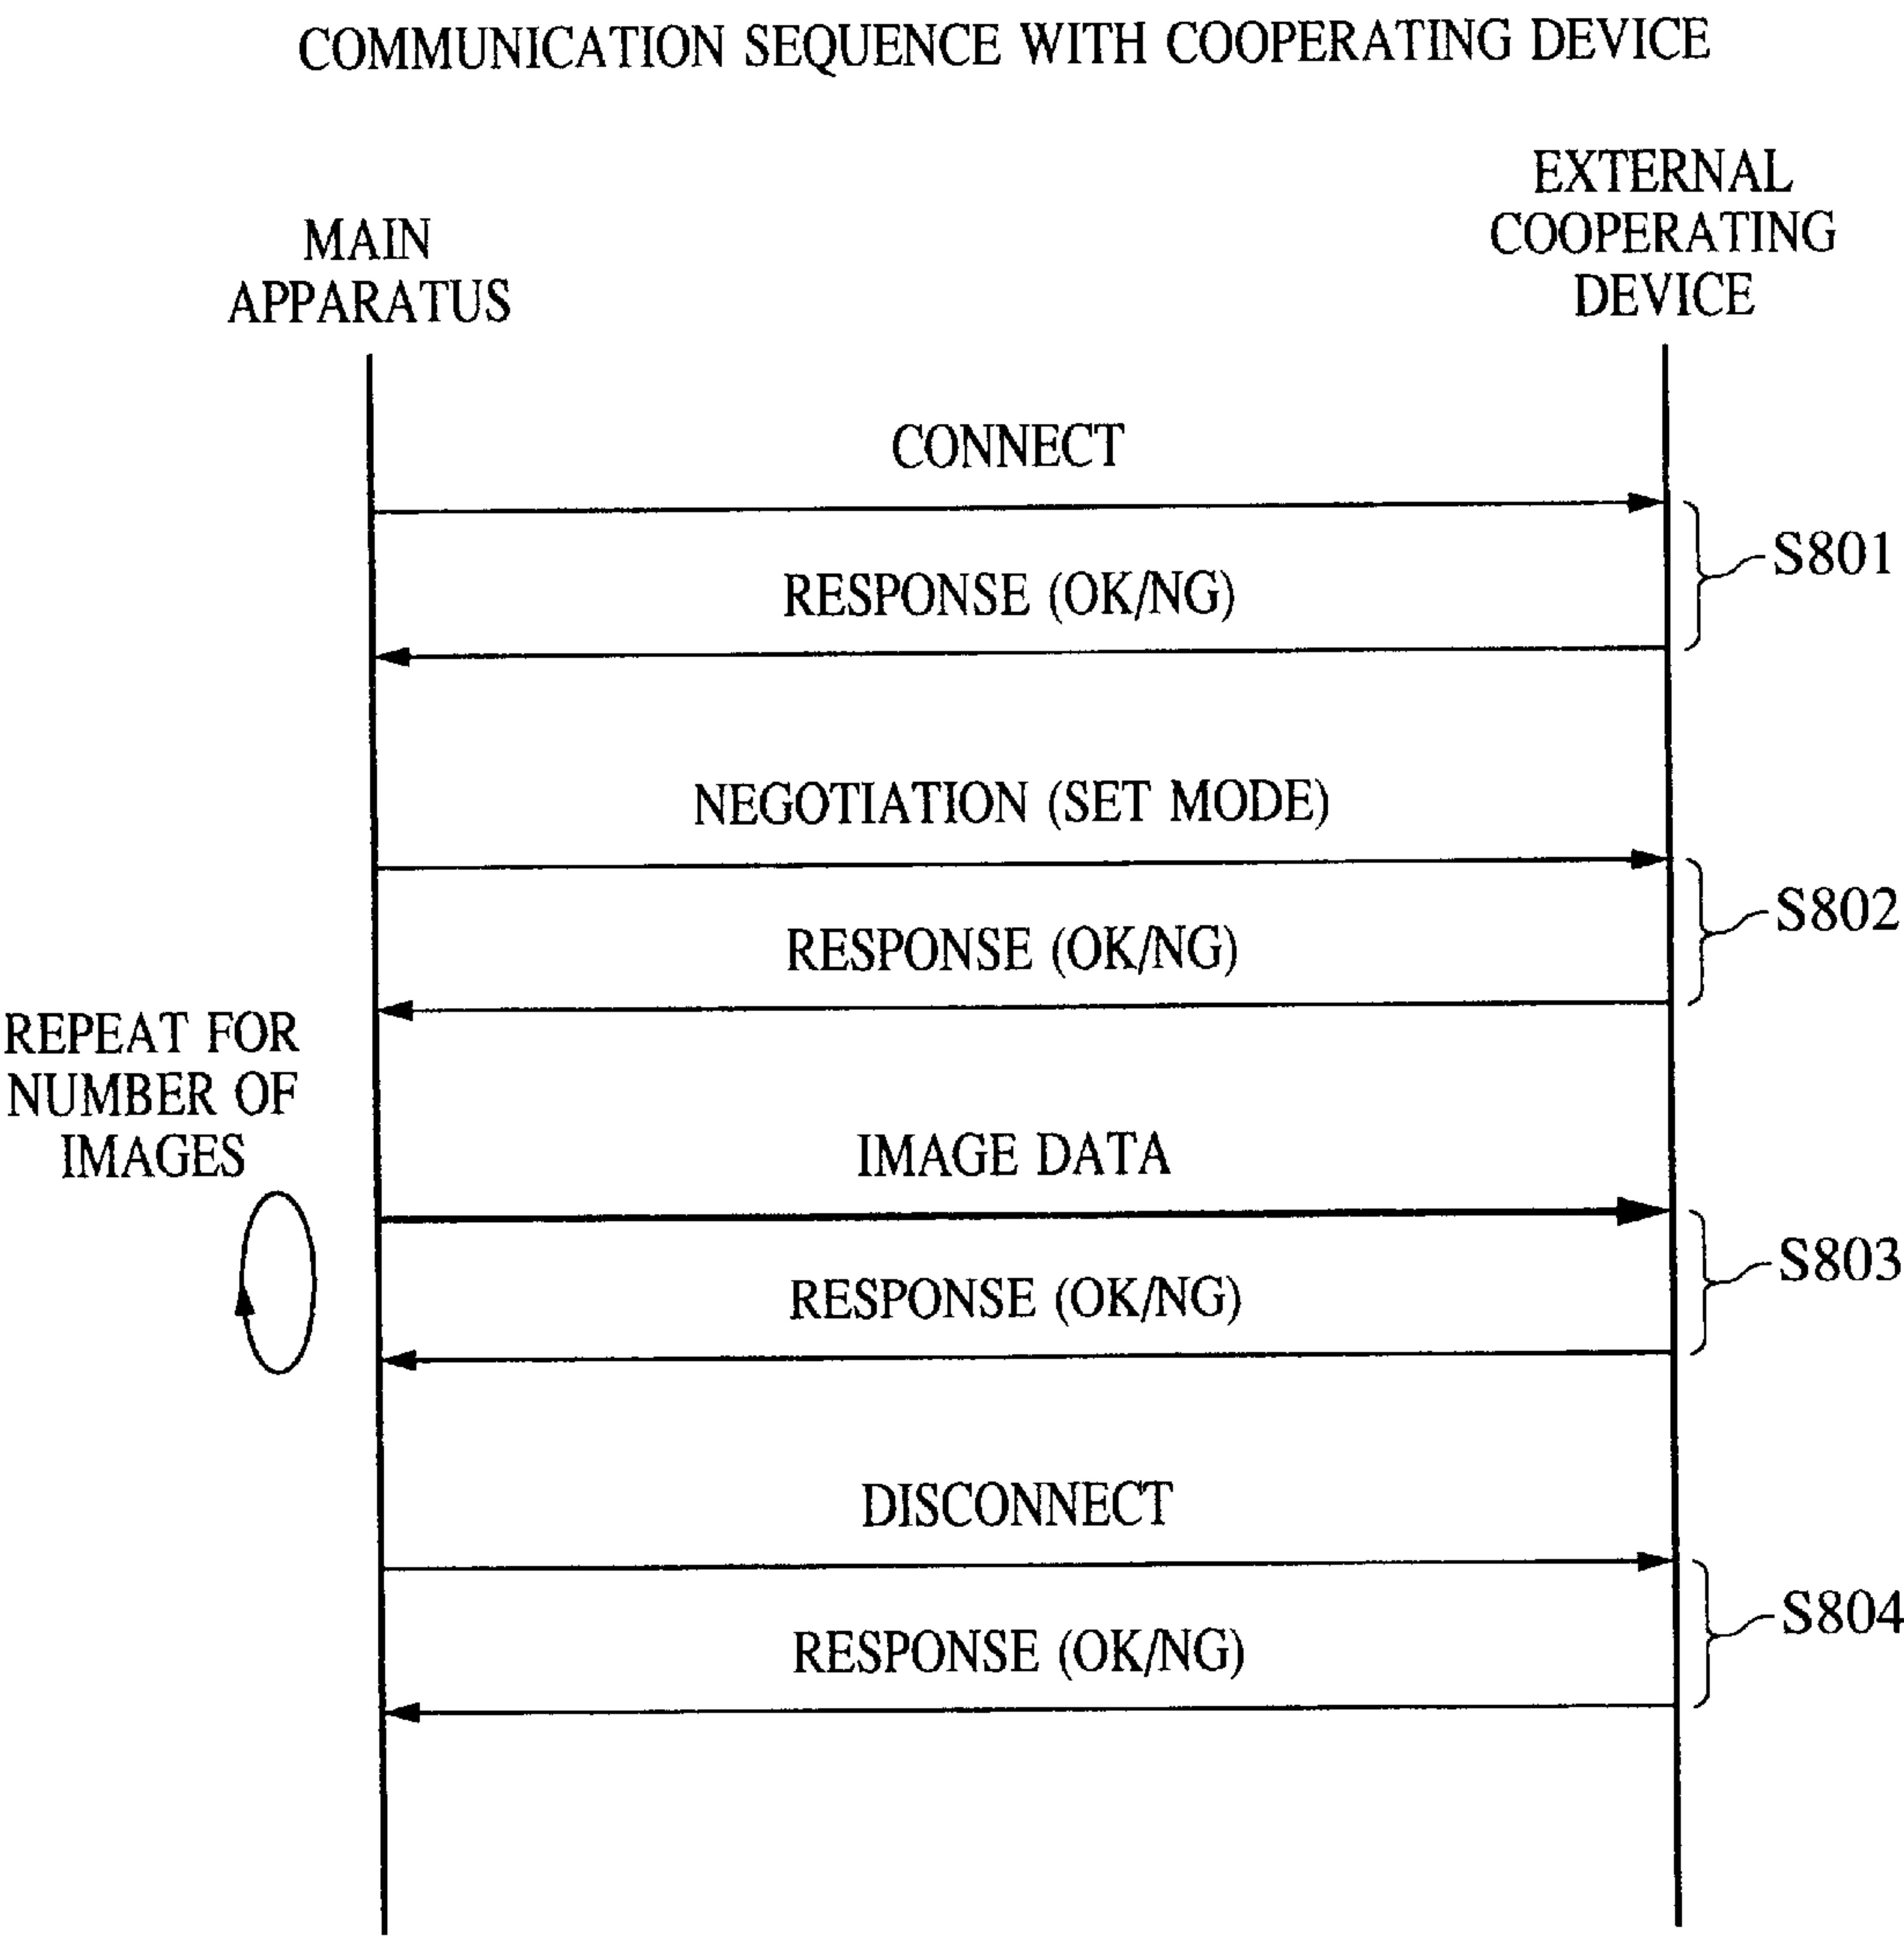 COMMUNICATION SEQUENCE WITH COOPERATING DEVICE
MAIN
APPARATUS
EXTERNAL
COOPERATING
DEVICE
CONNECT
S801
RESPONSE (OK/NG)
NEGOTIATION (SET MODE)
S802
RESPONSE (OK/NG)
REPEAT FOR
NUMBER OF
IMAGES
IMAGE DATA
S803
RESPONSE (OK/NG)
DISCONNECT
S804
RESPONSE (OK/NG)